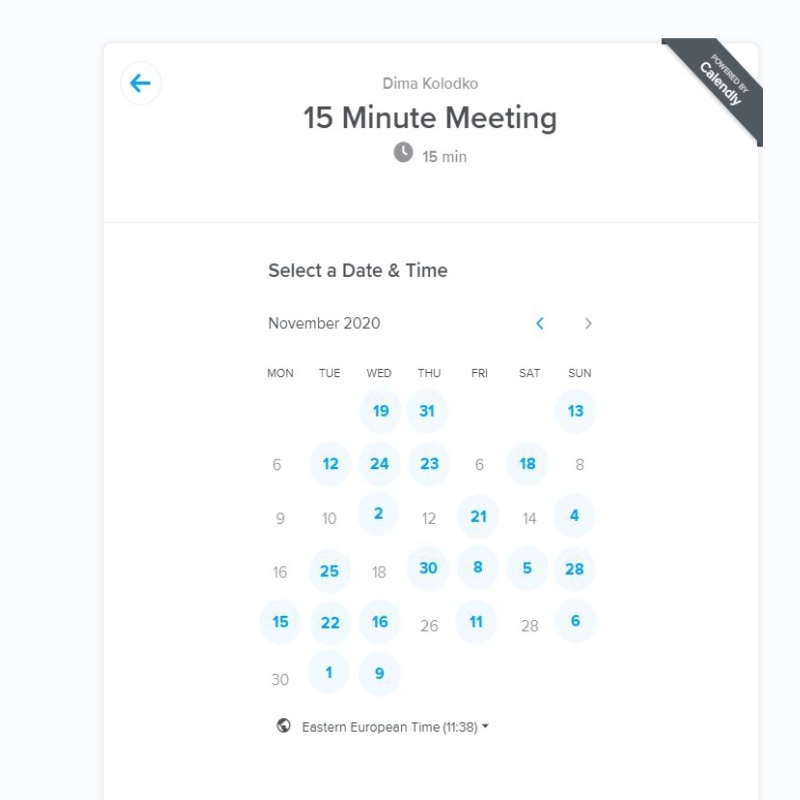 POWERED BY
Calendly
Dima Kolodko
15 Minute Meeting
15 min
Select a Date & Time
November 2020
MON TUE WED THU FRI SAT SUN
19 31 13
6 12 24 23 6 18 8
9 10 2 12 21 14 4
16 25 18 30 8 5 28
15 22 16 26 11 28 6
30 1 9
Eastern European Time (11:38)